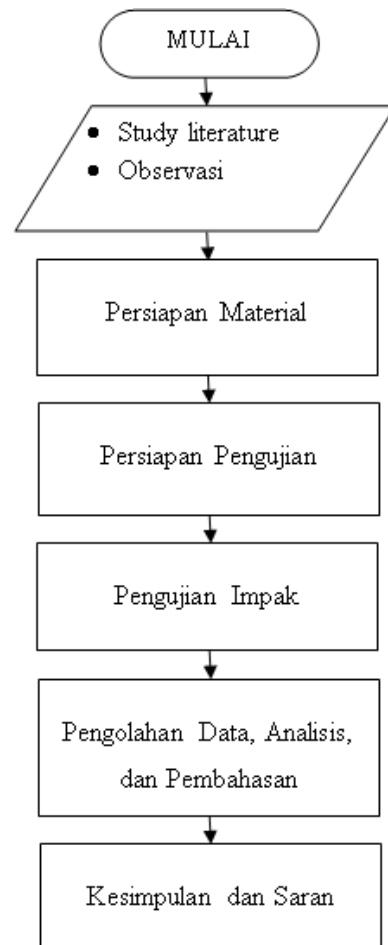 MULAI
• Study literature
• Observasi
Persiapan Material
Persiapan Pengujian
Pengujian Impak
Pengolahan Data, Analisis,
dan Pembahasan
Kesimpulan dan Saran